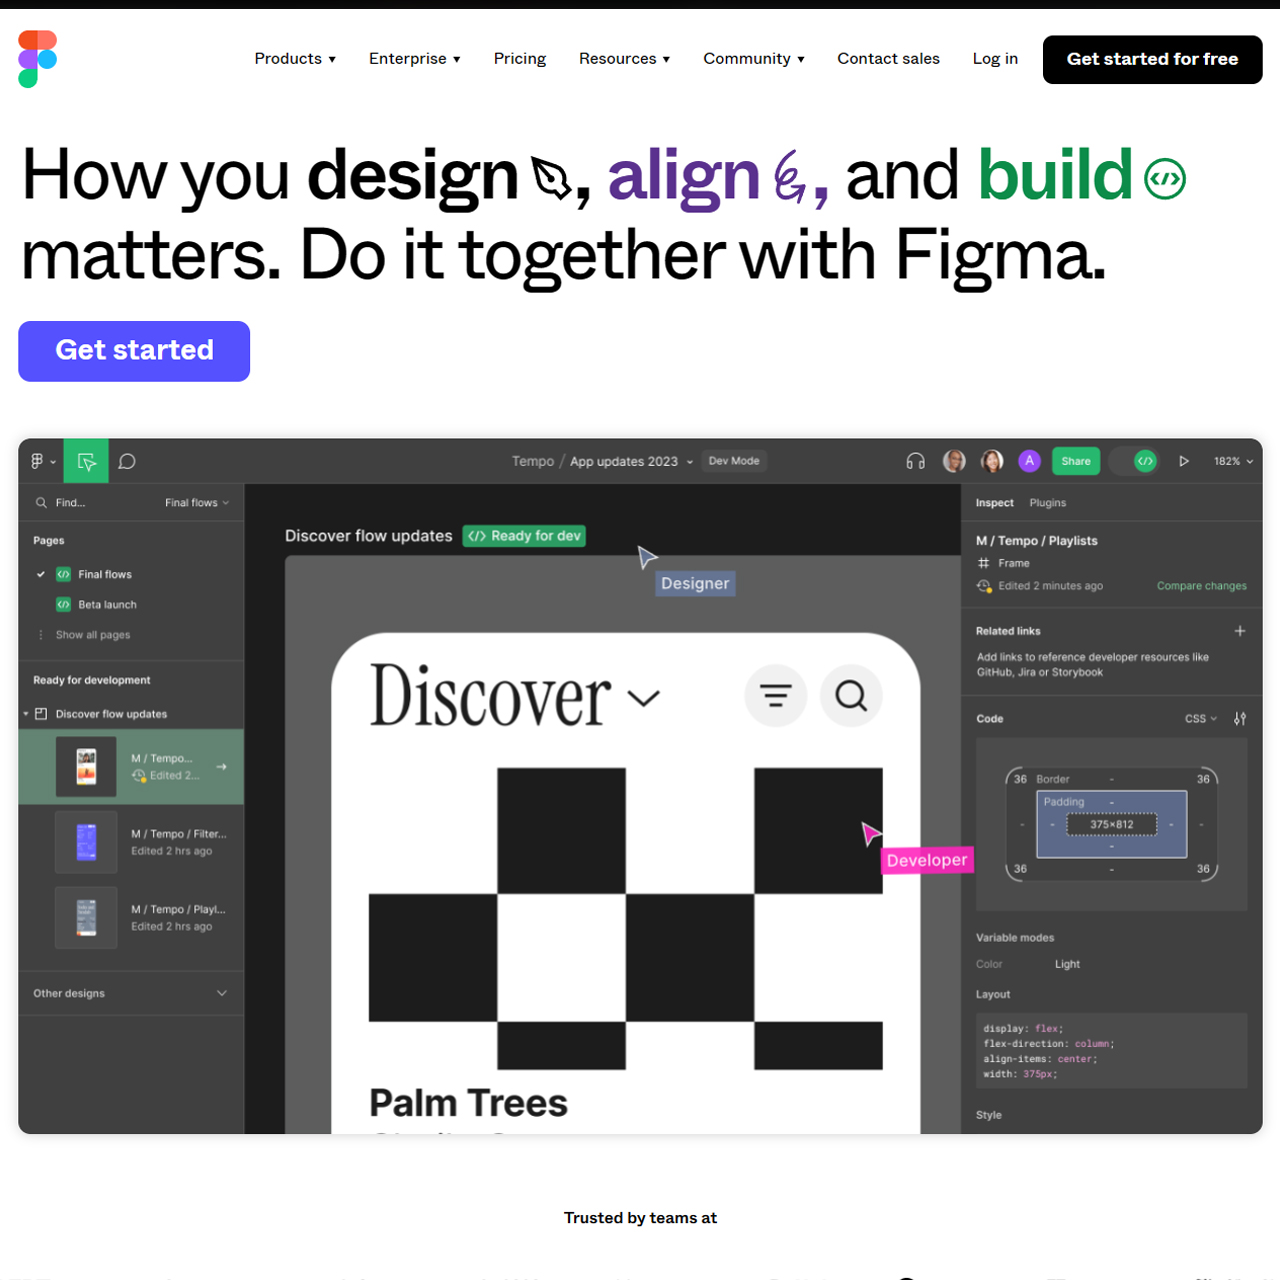 Products ▾ Enterprise ▾ Pricing Resources ▾ Community ▾ Contact sales Log in Get started for free
How you design, align, and build
matters. Do it together with Figma.
Get started
Tempo / App updates 2023 Dev Mode A Share 182%
Find... Final flows
Pages
Final flows
Beta launch
Show all pages
Ready for development
Discover flow updates
M / Tempo...
Edited 2...
M / Tempo / Filter...
Edited 2 hrs ago
M / Tempo / Playl...
Edited 2 hrs ago
Other designs
Discover flow updates </> Ready for dev
Designer
Discover
Developer
Palm Trees
Inspect Plugins
M / Tempo / Playlists
Frame
Edited 2 minutes ago Compare changes
Related links
Add links to reference developer resources like
GitHub, Jira or Storybook
Code CSS
36 Border - 36
Padding -
- - 375×812 - -
-
36 - 36
Variable modes
Color Light
Layout
display: flex;
flex-direction: column;
align-items: center;
width: 375px;
Style
Trusted by teams at